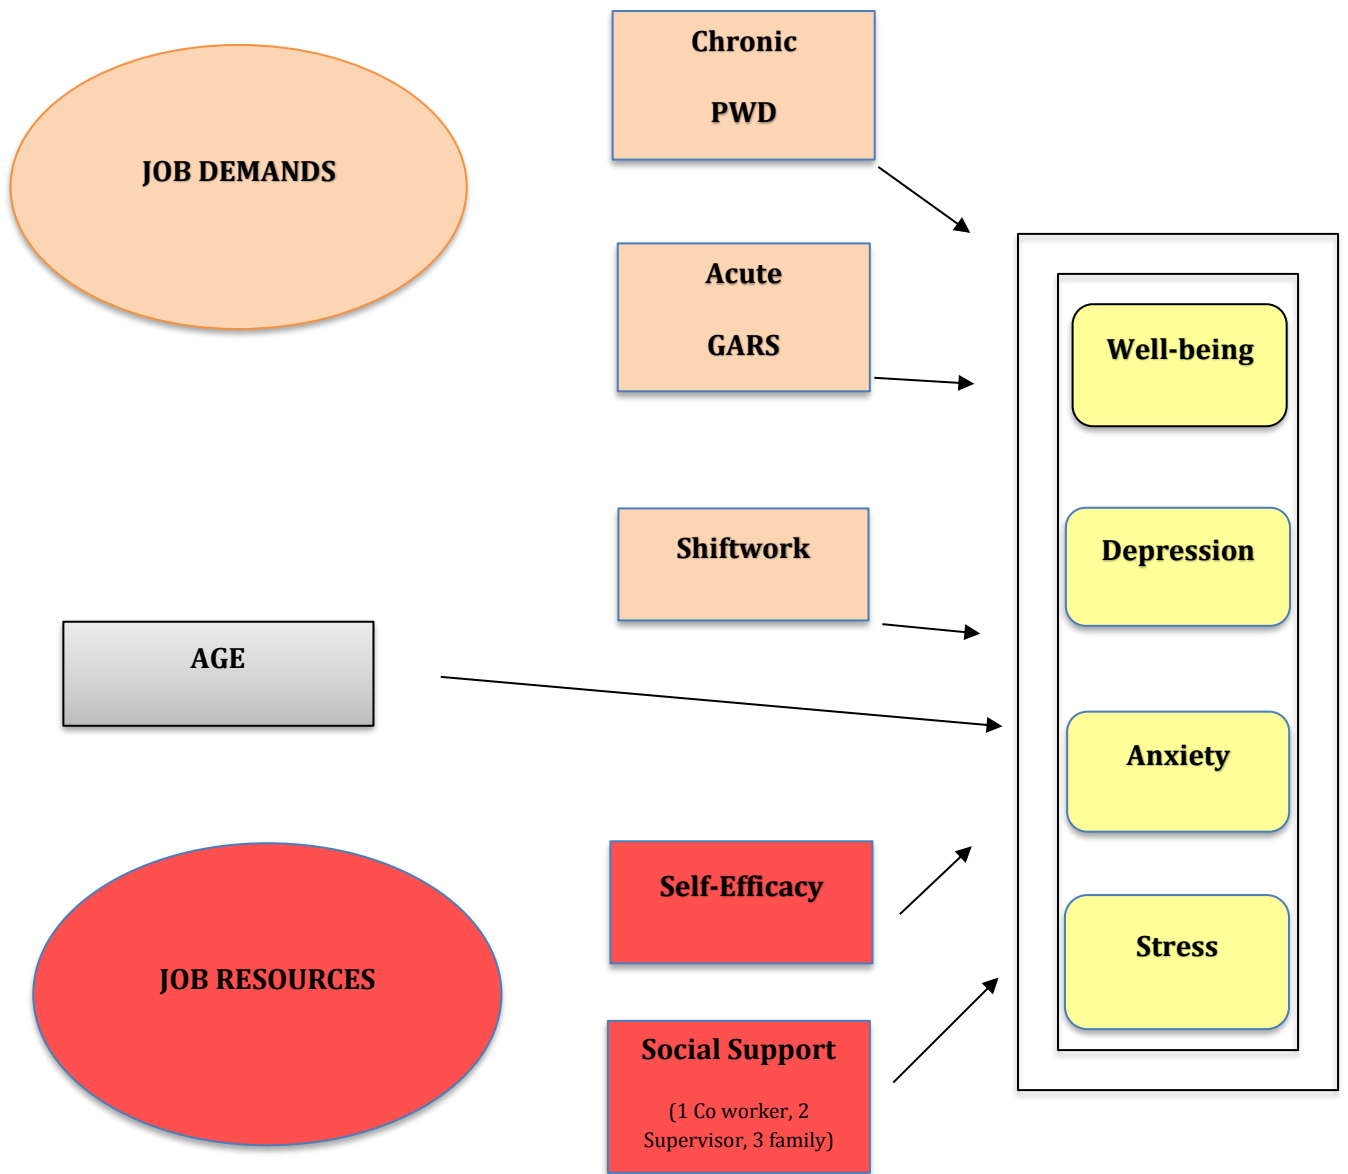 Chronic
PWD
JOB DEMANDS
Acute
GARS
Well-being
Shiftwork
Depression
AGE
Anxiety
Self-Efficacy
JOB RESOURCES
Stress
Social Support
(1 Co worker, 2
Supervisor, 3 family)